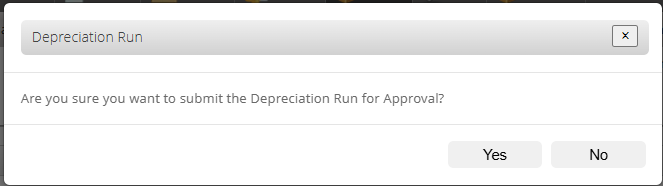 Depreciation Run
×
Are you sure you want to submit the Depreciation Run for Approval?
Yes No